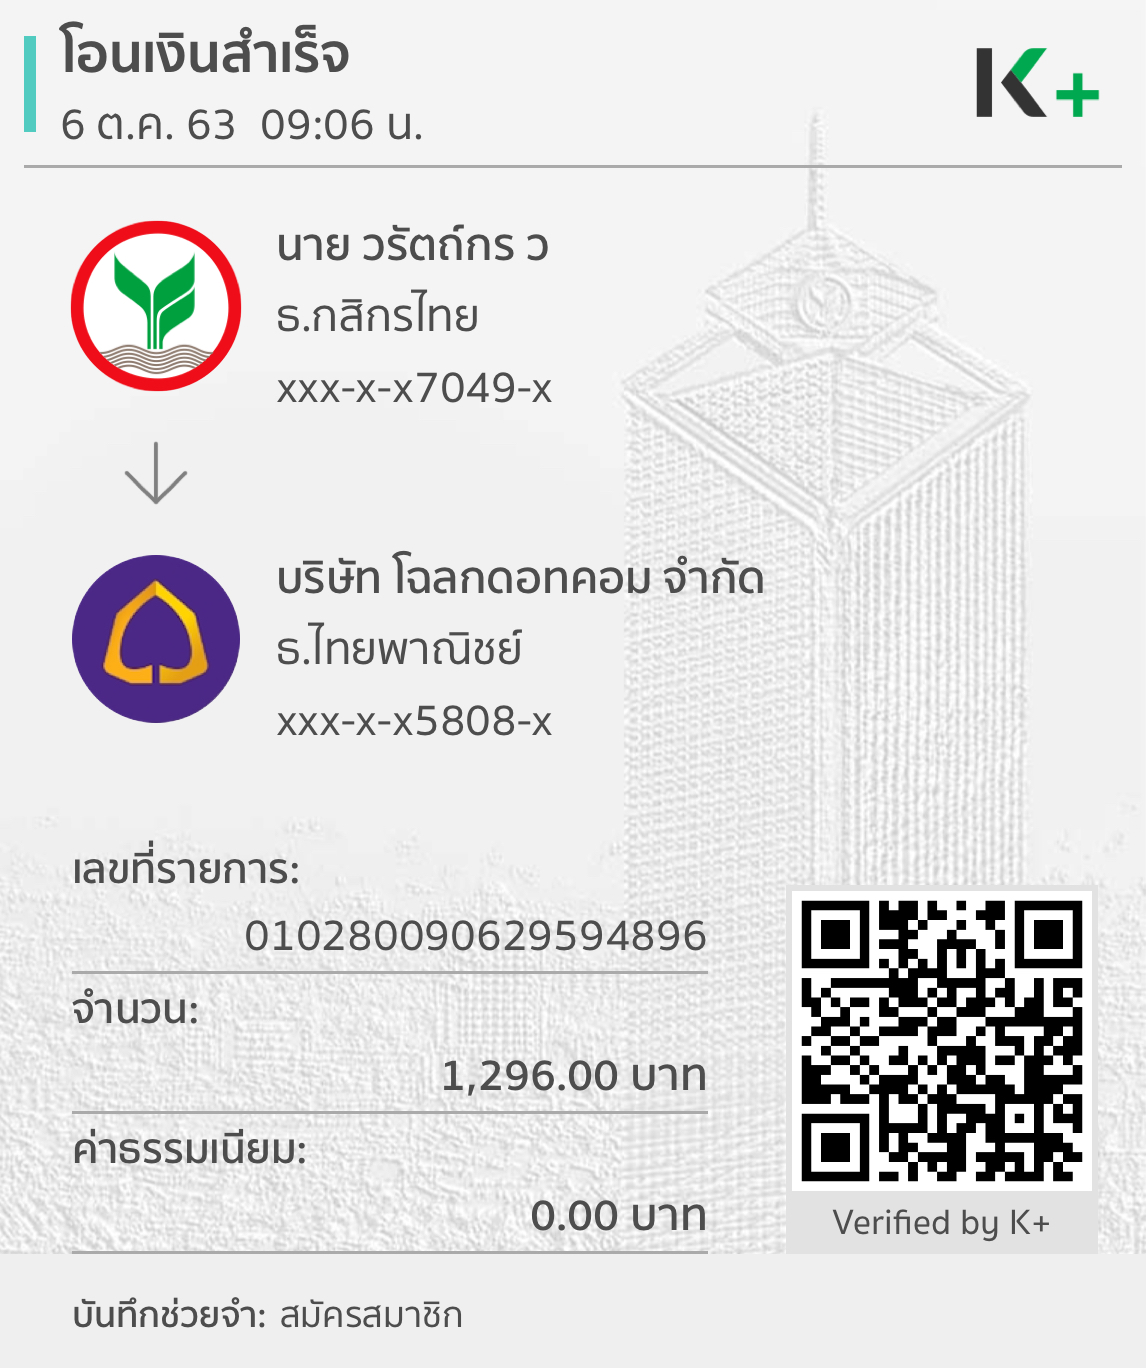 โอนเงินสำเร็จ
6 ต.ค. 63 09:06 น.
K+
นาย วรัตถ์กร ว
ธ.กสิกรไทย
xxx-x-x7049-x
บริษัท โฉลกดอทคอม จำกัด
ธ.ไทยพาณิชย์
xxx-x-x5808-x
เลขที่รายการ:
010280090629594896
จำนวน:
1,296.00 บาท
ค่าธรรมเนียม:
0.00 บาท
Verified by K+
บันทึกช่วยจำ: สมัครสมาชิก